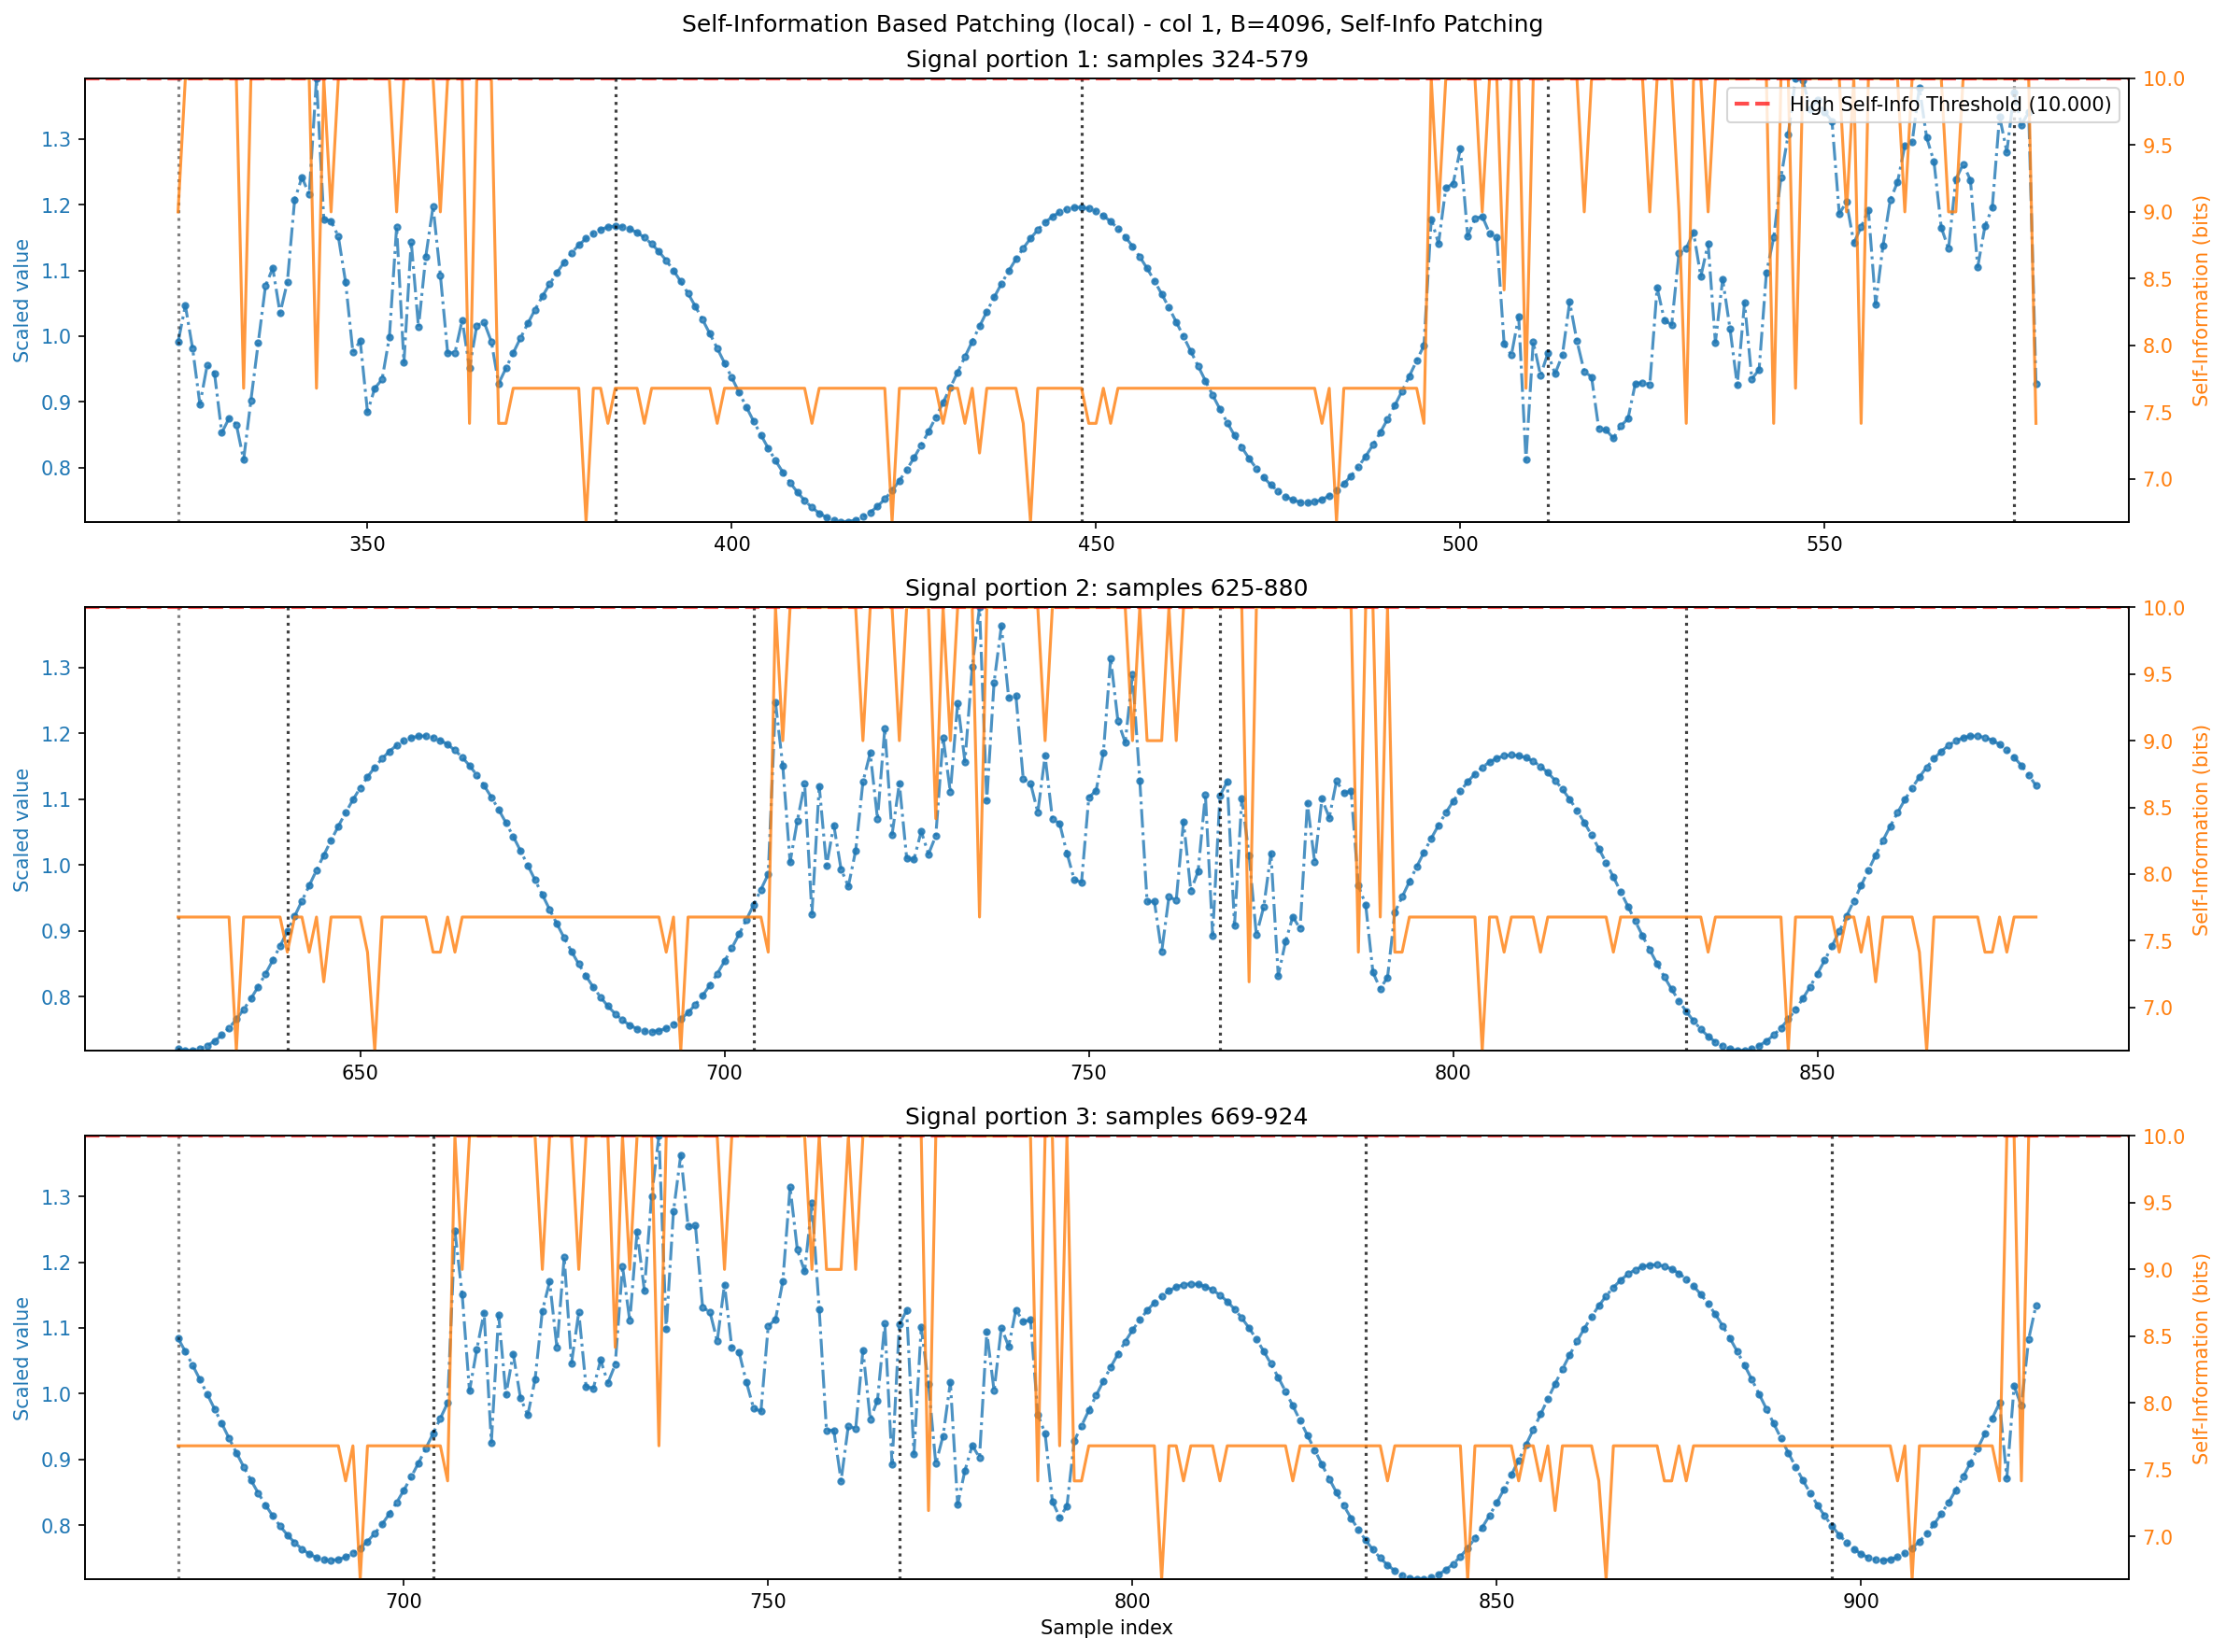 Self-Information Based Patching (local) - col 1, B=4096, Self-Info Patching
Signal portion 1: samples 324-579
High Self-Info Threshold (10.000)
Scaled value
1.3
1.2
1.1
1.0
0.9
0.8
10.0
9.5
9.0
8.5
8.0
7.5
7.0
Self-Information (bits)
350 400 450 500 550
Signal portion 2: samples 625-880
Scaled value
1.3
1.2
1.1
1.0
0.9
0.8
10.0
9.5
9.0
8.5
8.0
7.5
7.0
Self-Information (bits)
650 700 750 800 850
Signal portion 3: samples 669-924
Scaled value
1.3
1.2
1.1
1.0
0.9
0.8
10.0
9.5
9.0
8.5
8.0
7.5
7.0
Self-Information (bits)
700 750 800 850 900
Sample index